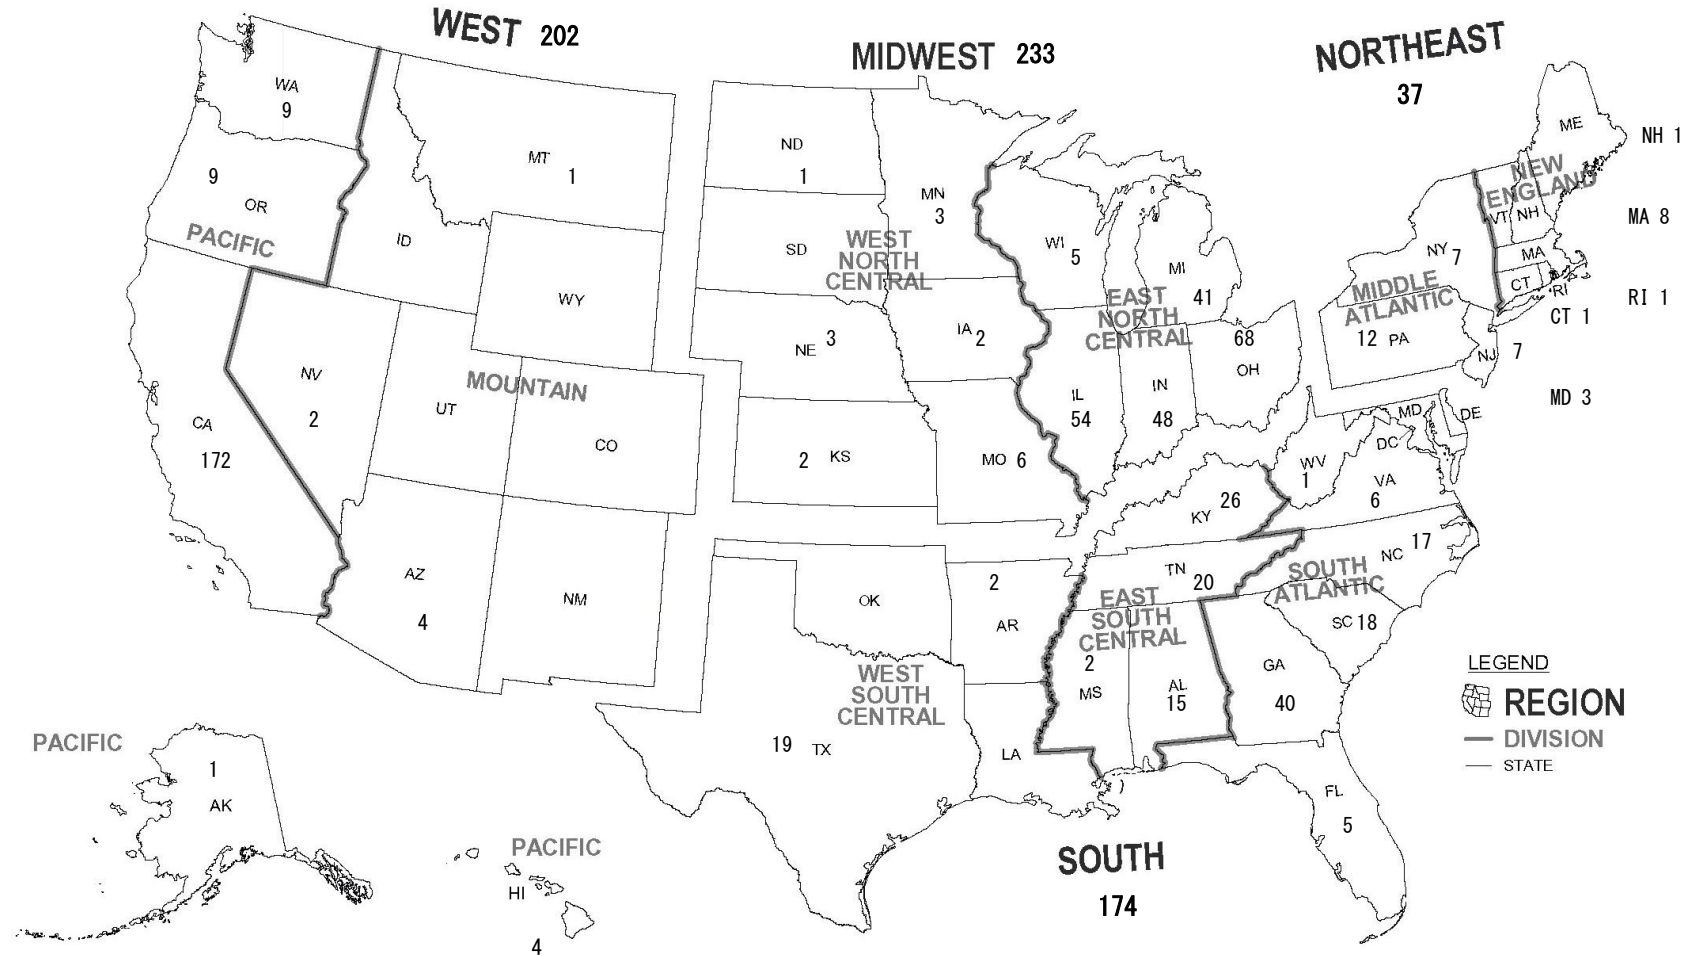 WEST 202
MIDWEST 233
NORTHEAST
37
WA
9
9
OR
PACIFIC
MT
1
ID
WY
NV
2
UT
CO
MOUNTAIN
CA
172
AZ
4
NM
ND
1
SD
MN
3
WEST
NORTH
CENTRAL
NE 3
IA 2
2 KS
MO 6
WI 5
MI
41
EAST
NORTH
CENTRAL
IL
54
IN
48
68
OH
ME
NH 1
NEW
ENGLAND
VT
NH
MA 8
MA
NY 7
CT
RI
RI 1
CT 1
MIDDLE
ATLANTIC
12 PA
NJ
7
MD 3
MD
DE
DC
WV
1
VA
6
26
KY
17
NC
TN
20
SOUTH
ATLANTIC
SC 18
EAST
SOUTH
CENTRAL
2
MS
AL
15
GA
40
FL
5
OK
2
AR
WEST
SOUTH
CENTRAL
19 TX
LA
SOUTH
174
PACIFIC
1
AK
PACIFIC
HI
4
LEGEND
REGION
DIVISION
STATE